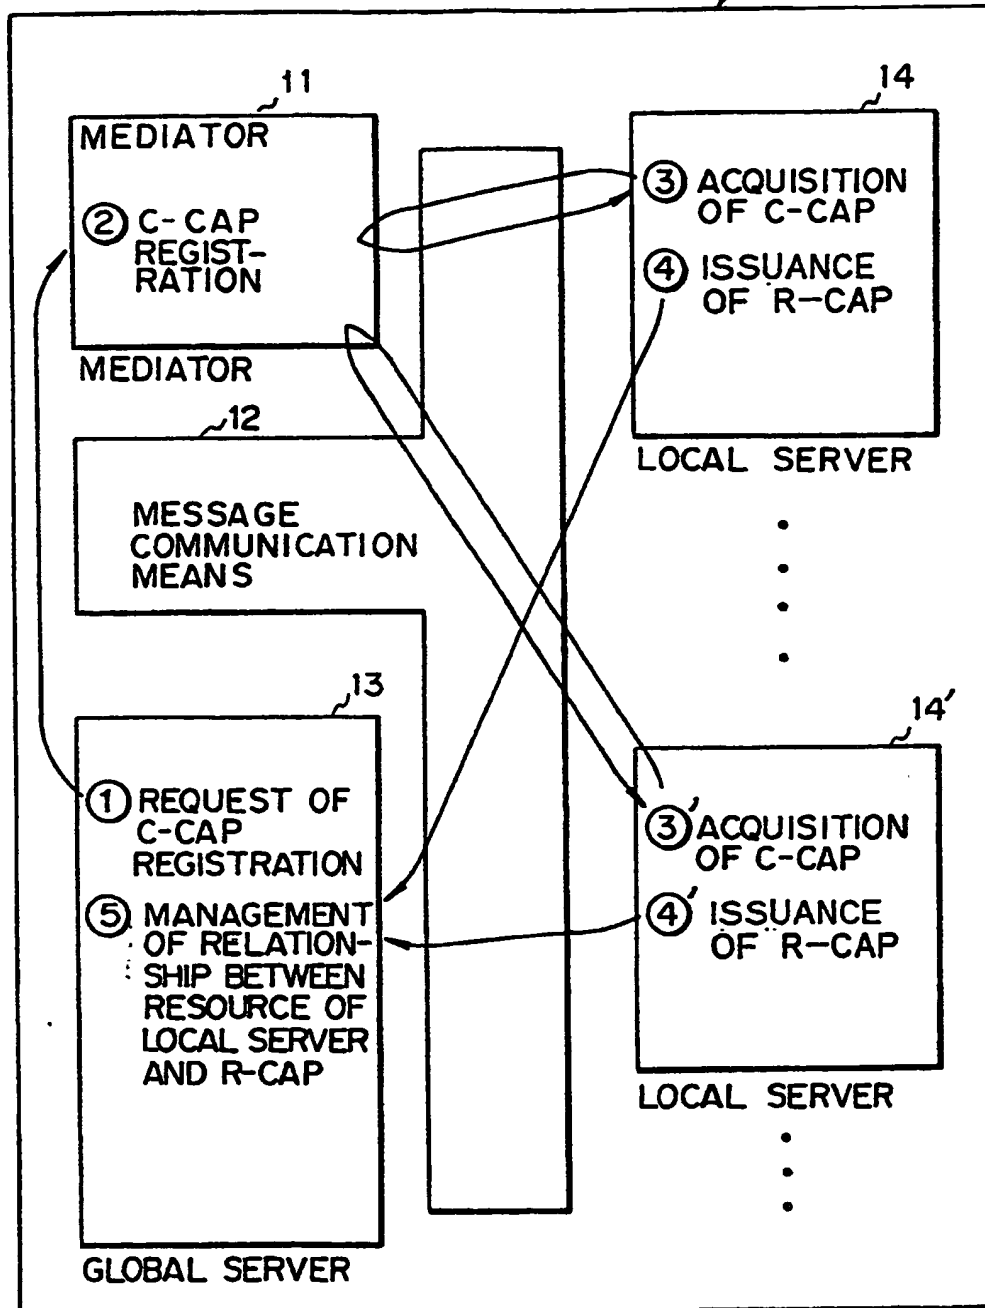 11
MEDIATOR
② C-CAP
REGIST-
RATION
MEDIATOR
12
MESSAGE
COMMUNICATION
MEANS
13
① REQUEST OF
C-CAP
REGISTRATION
⑤ MANAGEMENT
OF RELATION-
SHIP BETWEEN
RESOURCE OF
LOCAL SERVER
AND R-CAP
GLOBAL SERVER
14
③ ACQUISITION
OF C-CAP
④ ISSUANCE
OF R-CAP
LOCAL SERVER
14'
③' ACQUISITION
OF C-CAP
④' ISSUANCE
OF R-CAP
LOCAL SERVER